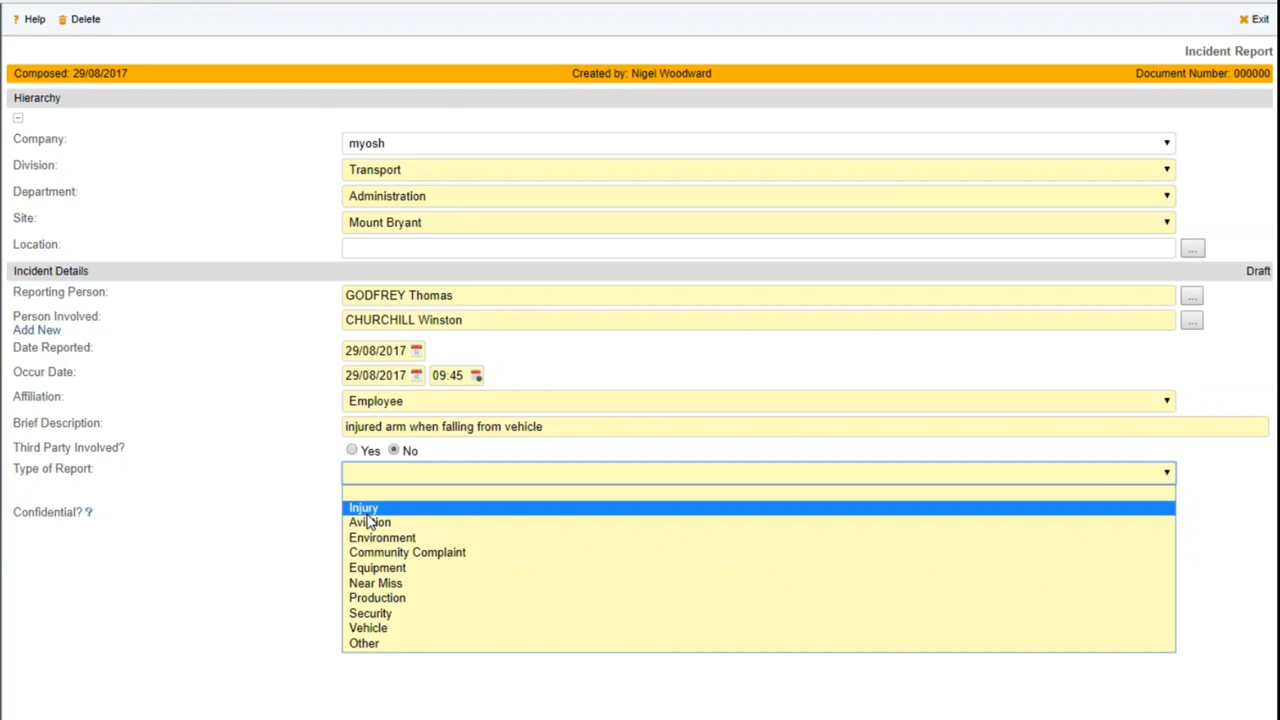 ? Help Delete Exit
Incident Report
Composed: 29/08/2017 Created by: Nigel Woodward Document Number: 000000
Hierarchy
Company: myosh
Division: Transport
Department: Administration
Site: Mount Bryant
Location: ...
Incident Details Draft
Reporting Person: GODFREY Thomas ...
Person Involved: CHURCHILL Winston ...
Add New
Date Reported: 29/08/2017
Occur Date: 29/08/2017 09:45
Affiliation: Employee
Brief Description: injured arm when falling from vehicle
Third Party Involved? Yes No
Type of Report:
Confidential? ?
Injury
Aviation
Environment
Community Complaint
Equipment
Near Miss
Production
Security
Vehicle
Other